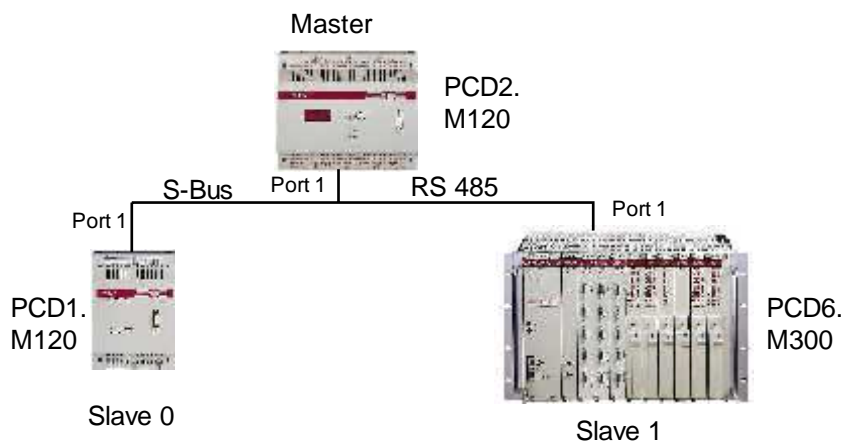 Master
PCD2.
M120
S-Bus
Port 1
RS 485
Port 1
Port 1
PCD1.
M120
PCD6.
M300
Slave 0
Slave 1